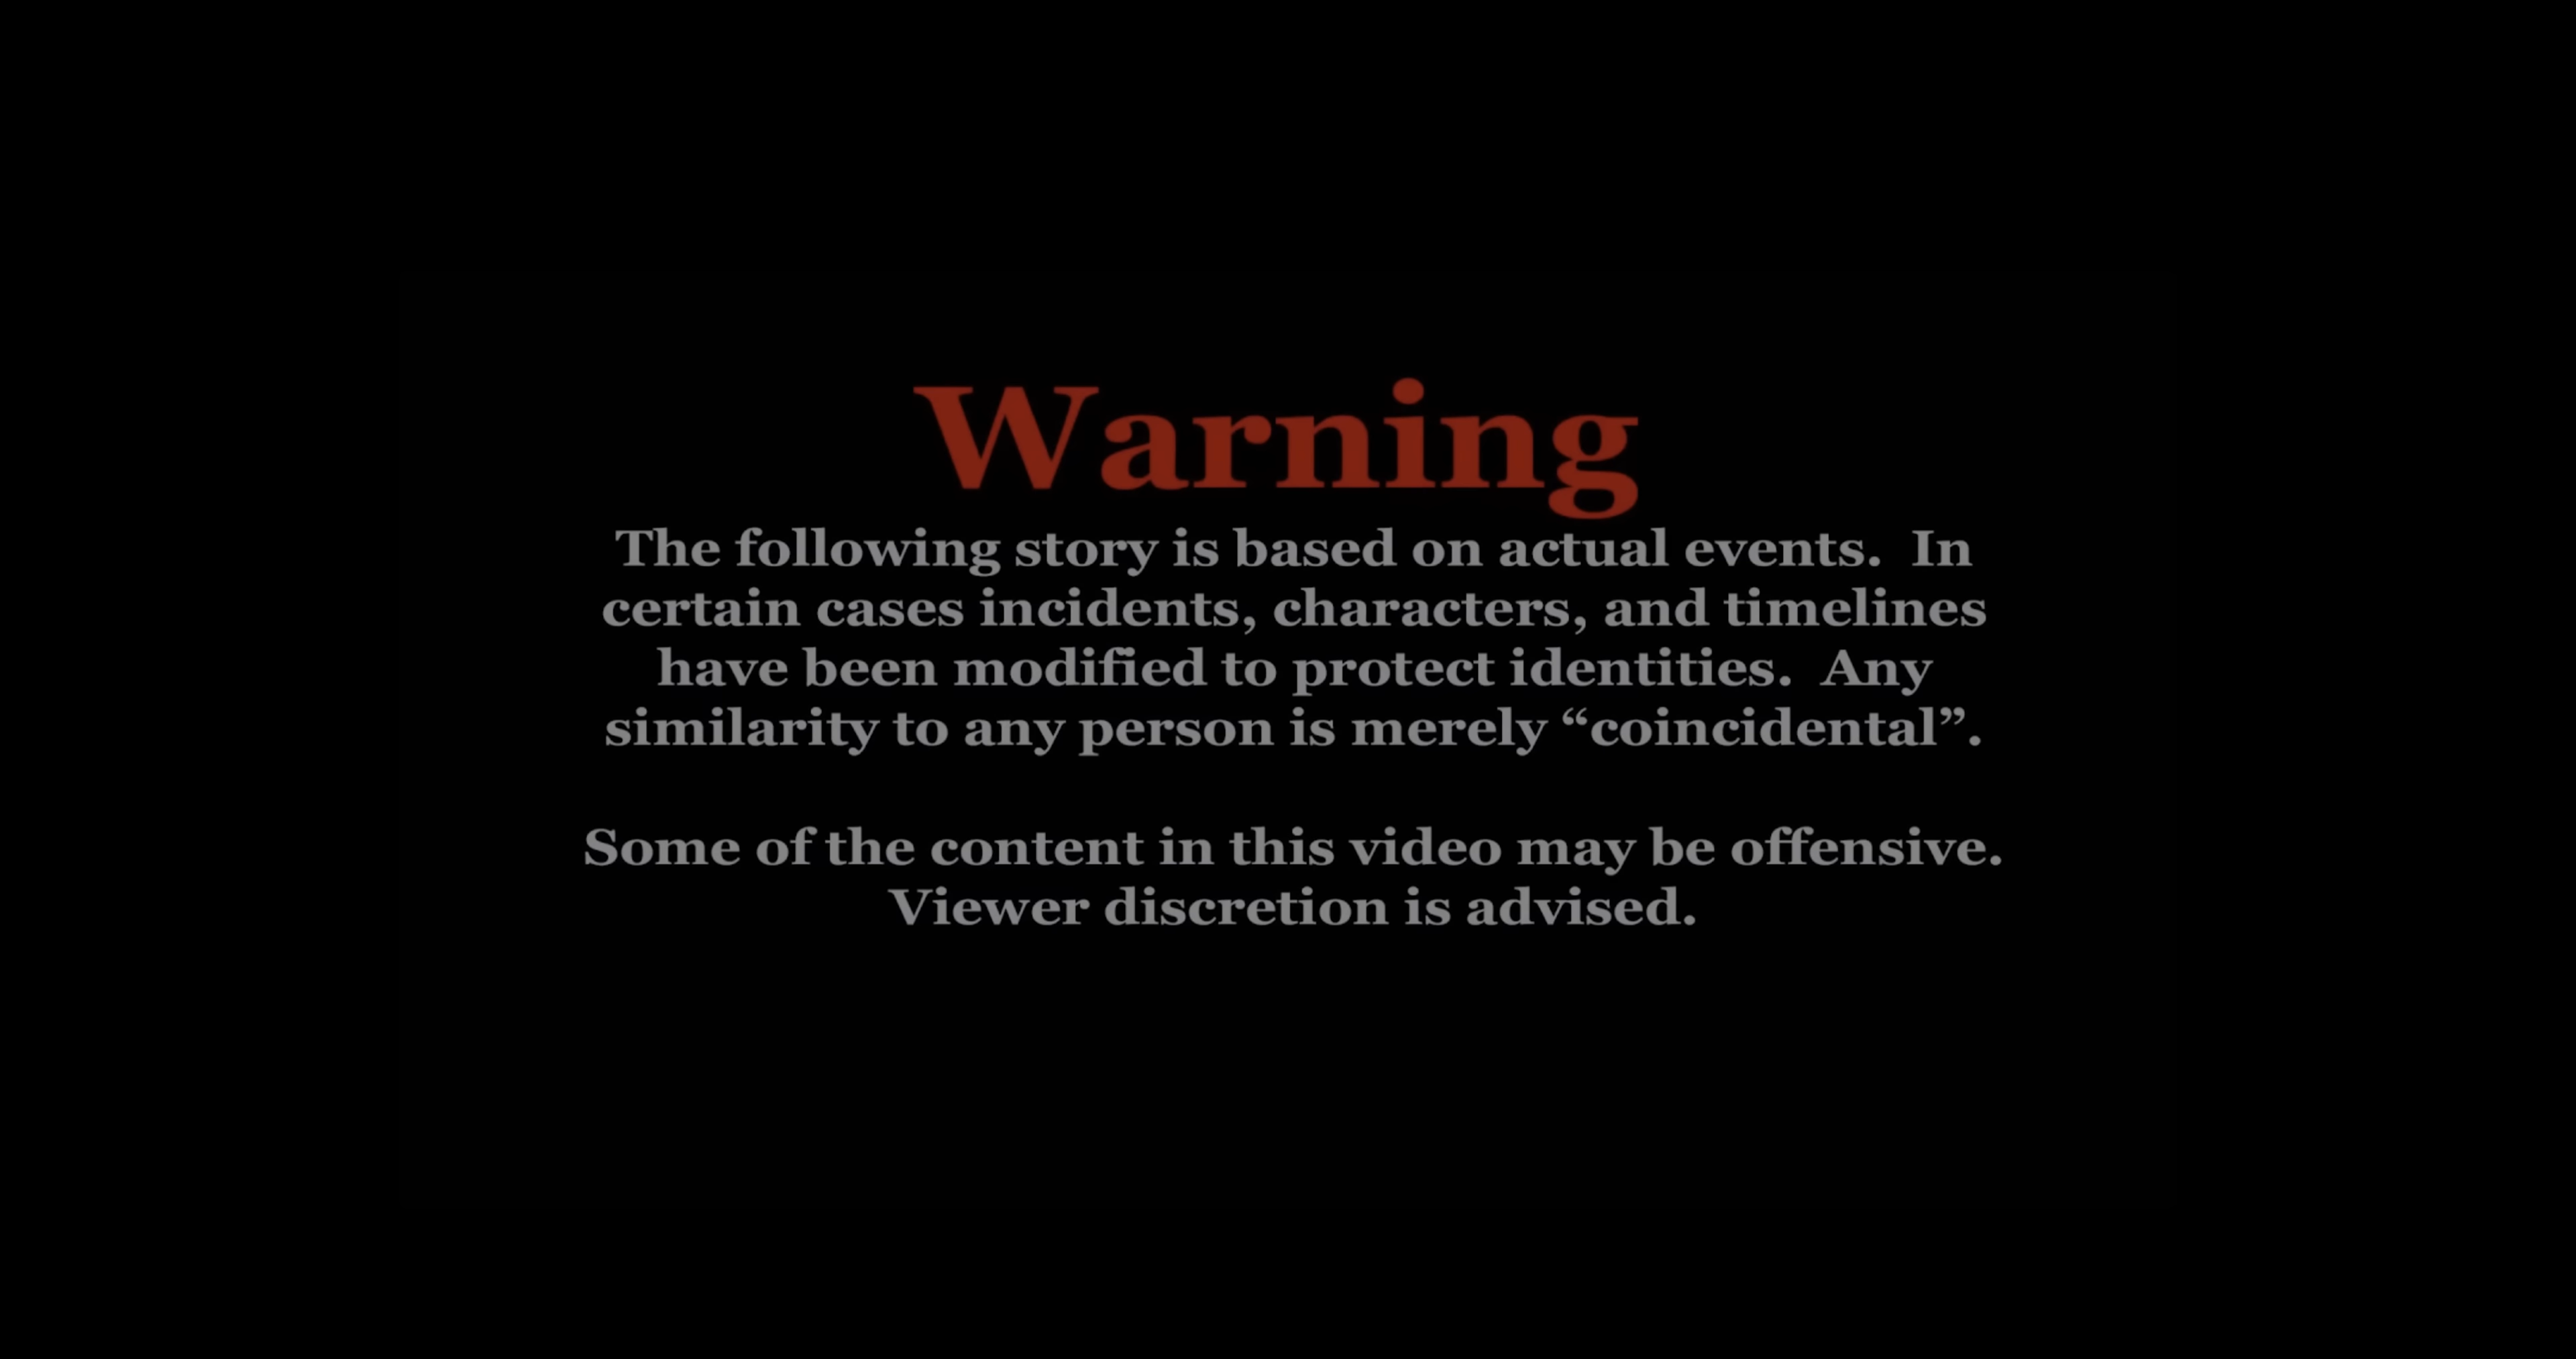 Warning
The following story is based on actual events.  In
certain cases incidents, characters, and timelines
have been modified to protect identities.  Any
similarity to any person is merely “coincidental”.
Some of the content in this video may be offensive.
Viewer discretion is advised.